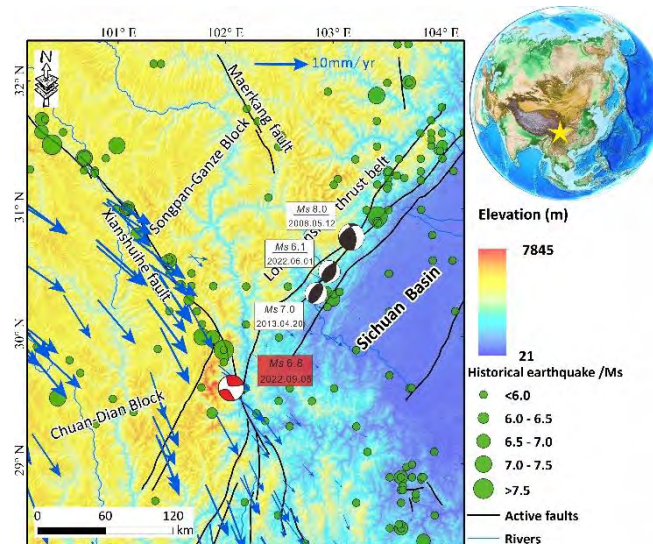 101°E 102°E 103°E 104°E
32°N
31°N
30°N
29°N
N
10mm/yr
Maerkang fault
Songpan-Ganze Block
Xianshuihe fault
thrust belt
Ms 8.0
2008.05.12
Ms 6.1
2022.06.01
Ms 7.0
2013.04.20
Ms 6.8
2022.09.05
Sichuan Basin
Chuan-Dian Block
0 60 120
km
Elevation (m)
7845
21
Historical earthquake /Ms
<6.0
6.0 - 6.5
6.5 - 7.0
7.0 - 7.5
>7.5
Active faults
Rivers